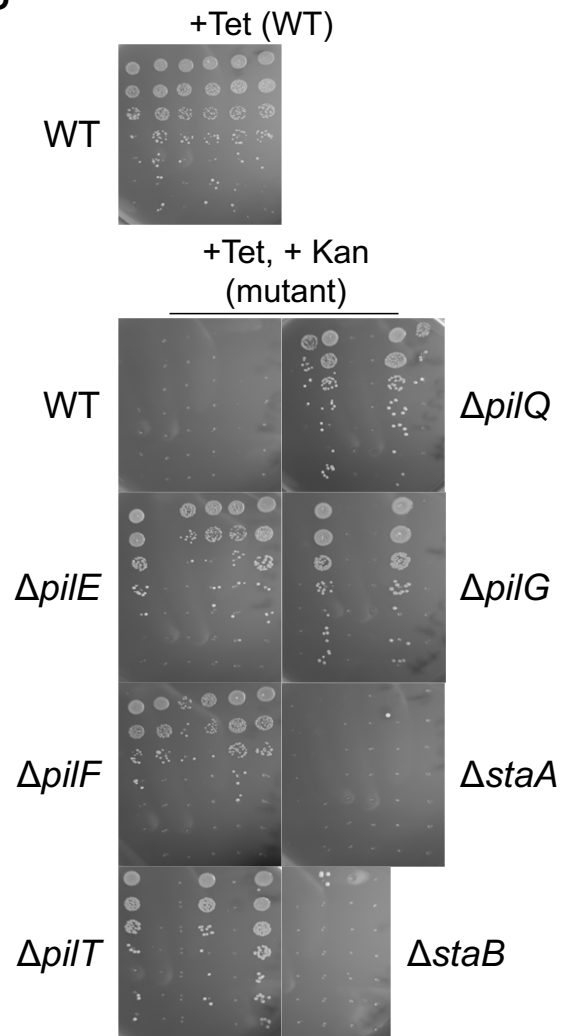 +Tet (WT)
WT
+Tet, + Kan
(mutant)
WT
ΔpilQ
ΔpilE
ΔpilG
ΔpilF
ΔstaA
ΔpilT
ΔstaB